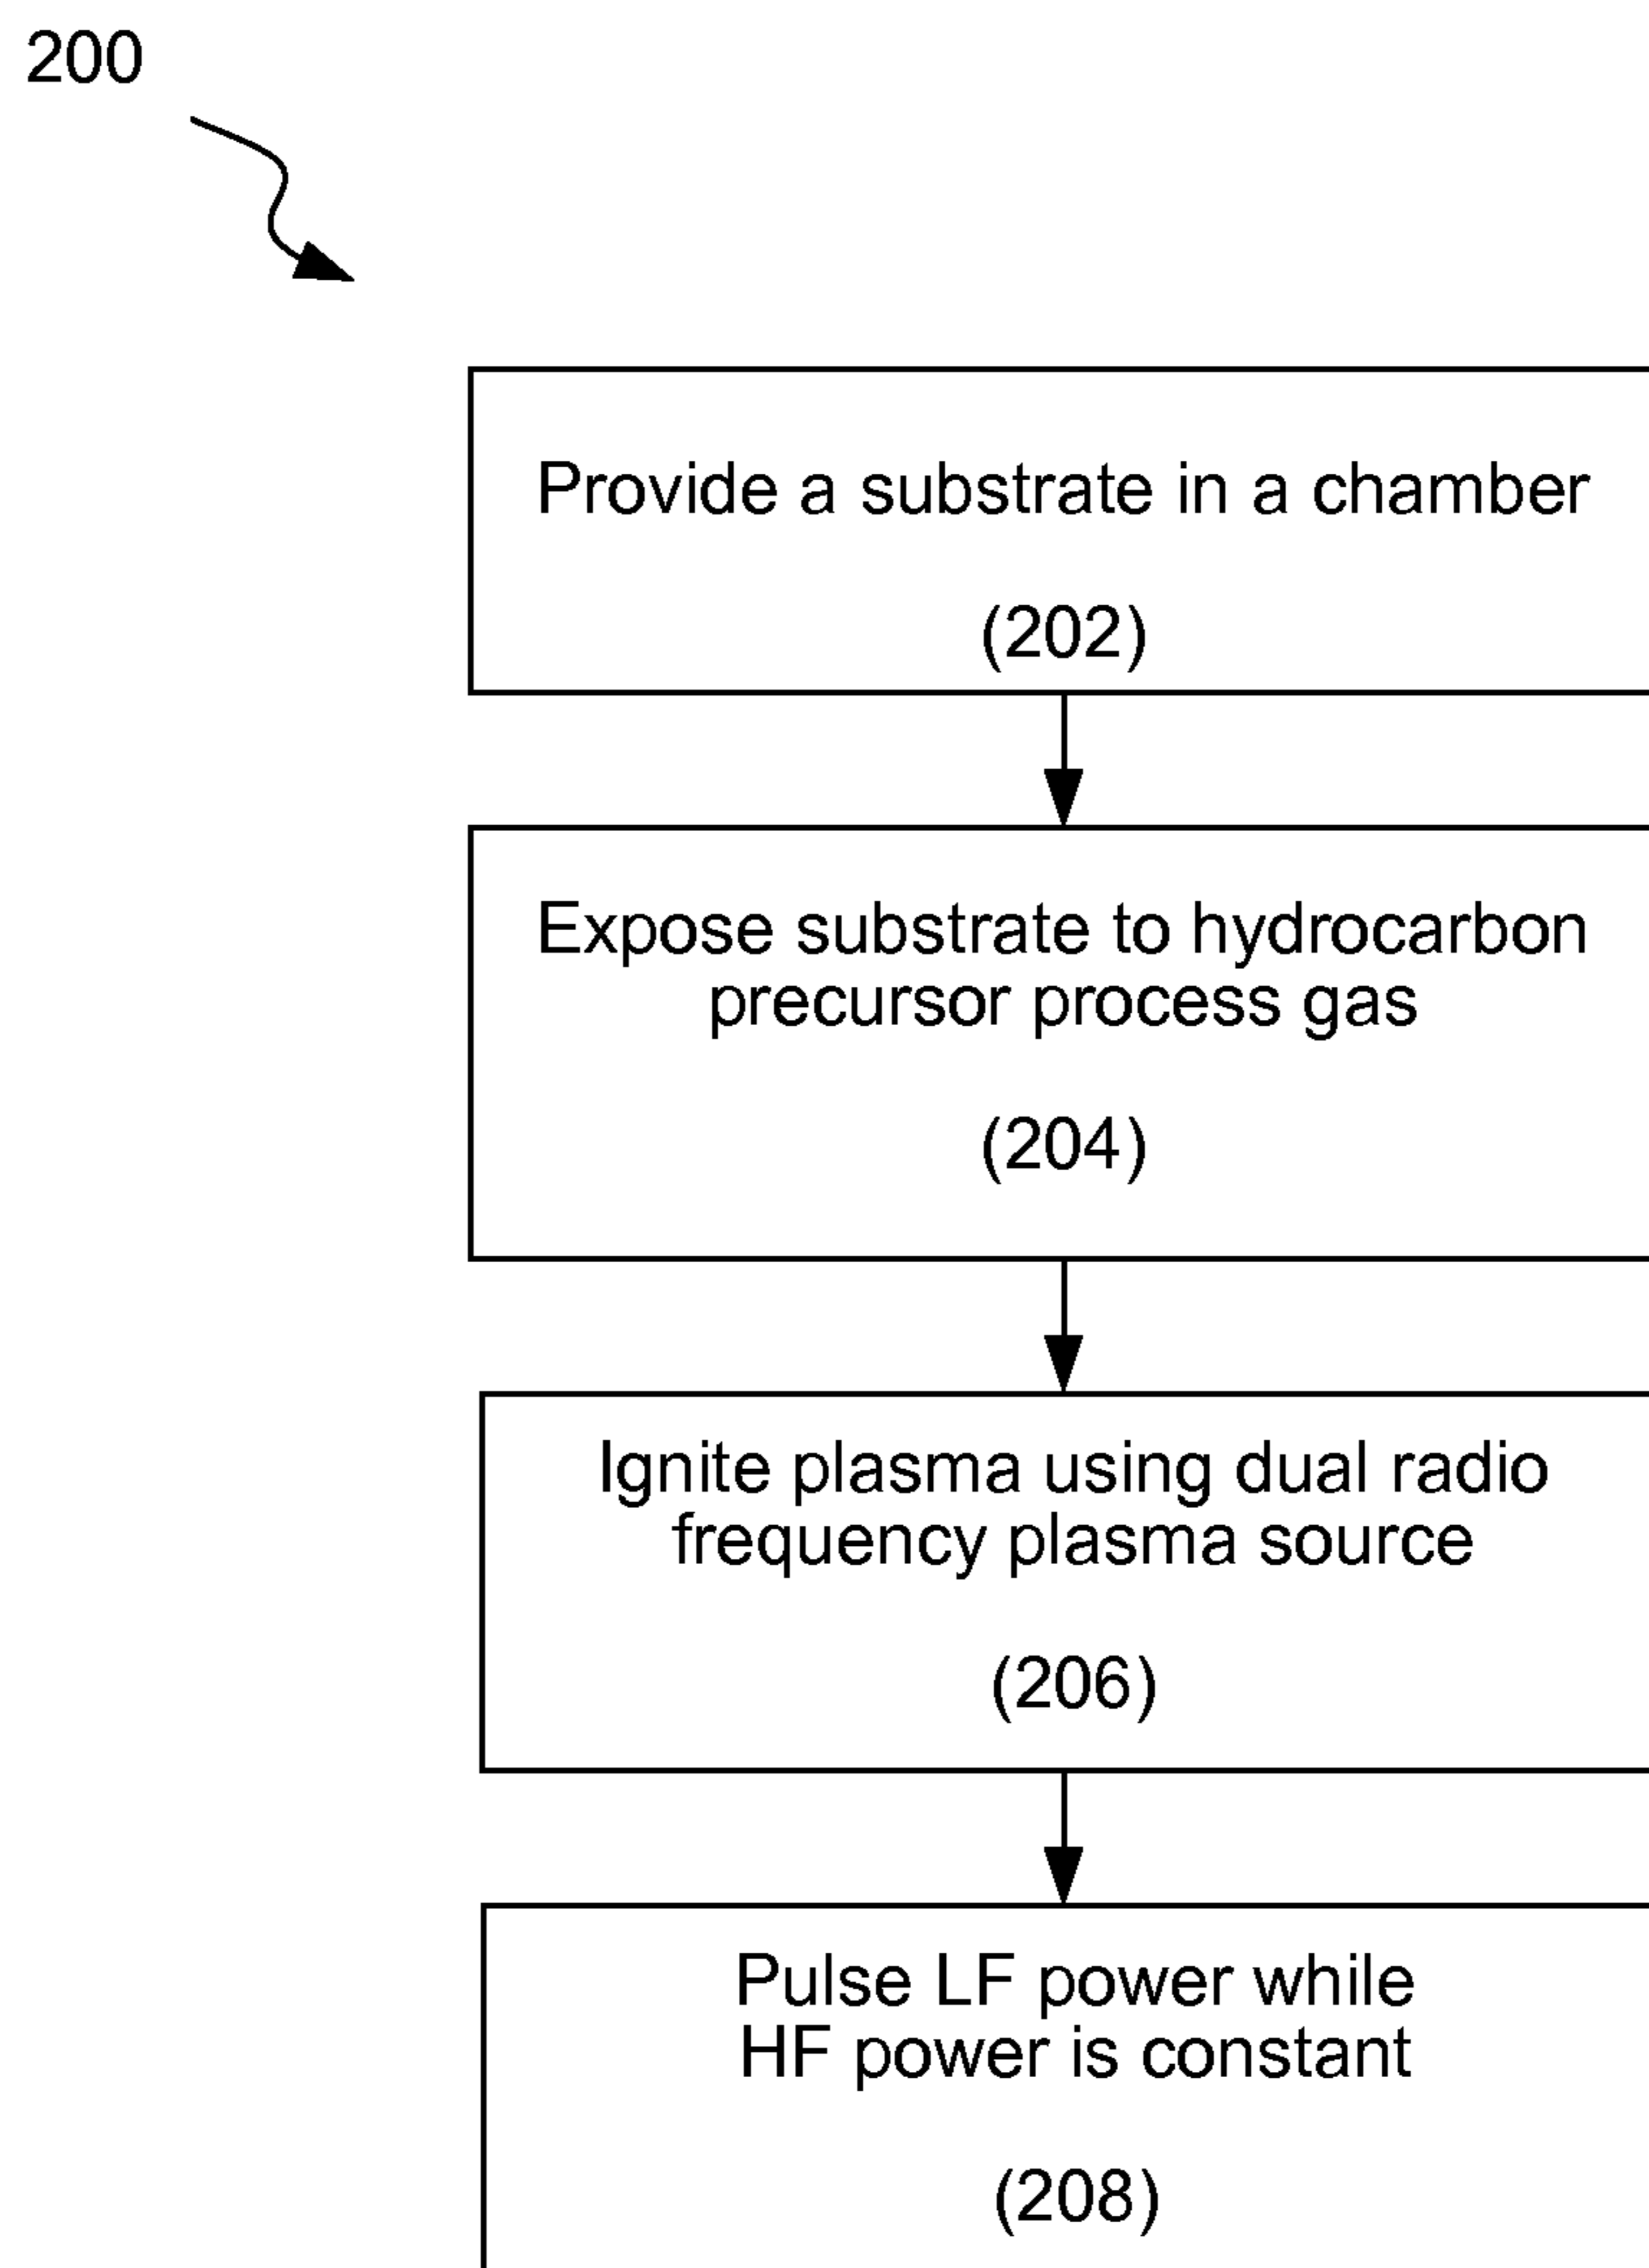 200
Provide a substrate in a chamber
(202)
Expose substrate to hydrocarbon
precursor process gas
(204)
Ignite plasma using dual radio
frequency plasma source
(206)
Pulse LF power while
HF power is constant
(208)